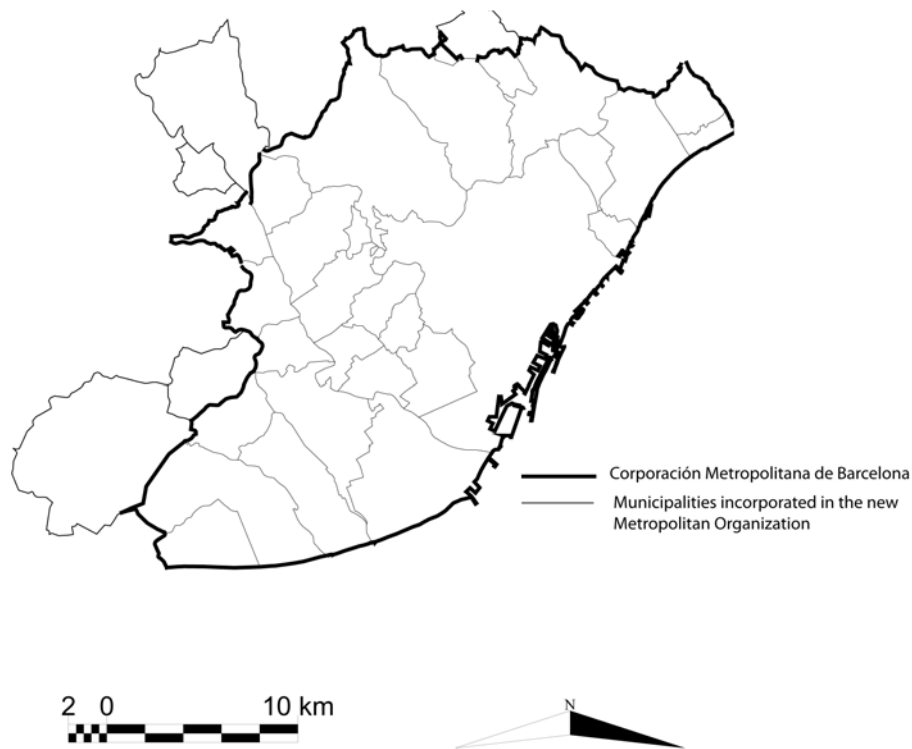 Corporación Metropolitana de Barcelona
Municipalities incorporated in the new
Metropolitan Organization
2 0 10 km
N